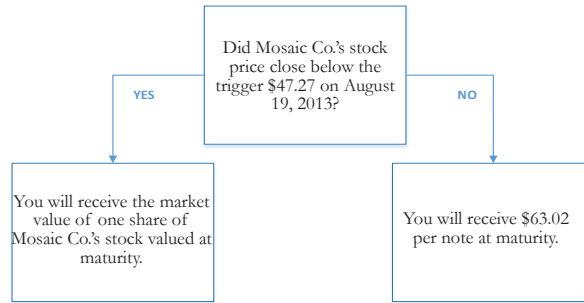 Did Mosaic Co.'s stock
price close below the
trigger $47.27 on August
19, 2013?
YES
NO
You will receive the market
value of one share of
Mosaic Co.'s stock valued at
maturity.
You will receive $63.02
per note at maturity.